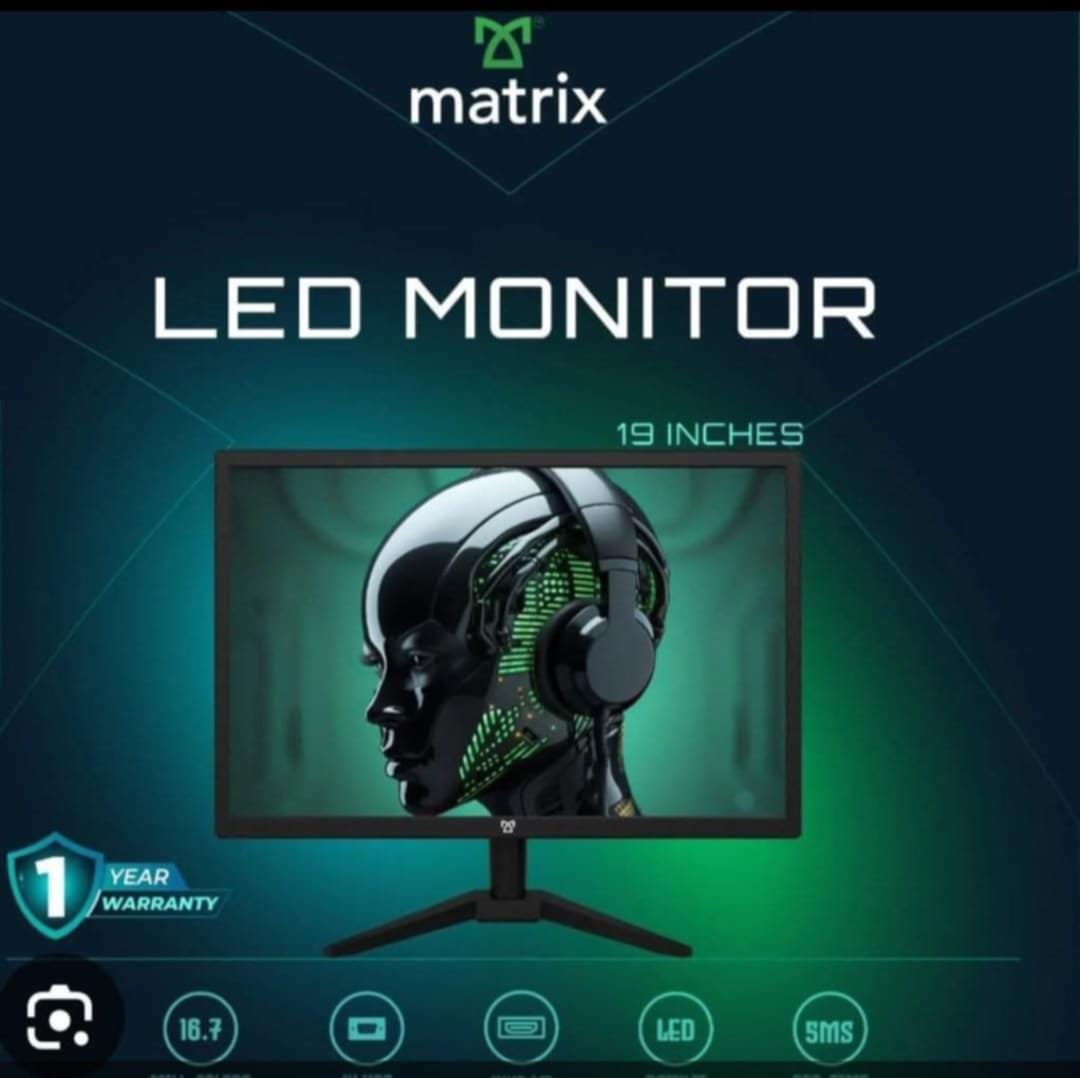 matrix
LED MONITOR
19 INCHES
1 YEAR
WARRANTY
16.7
LED
5MS